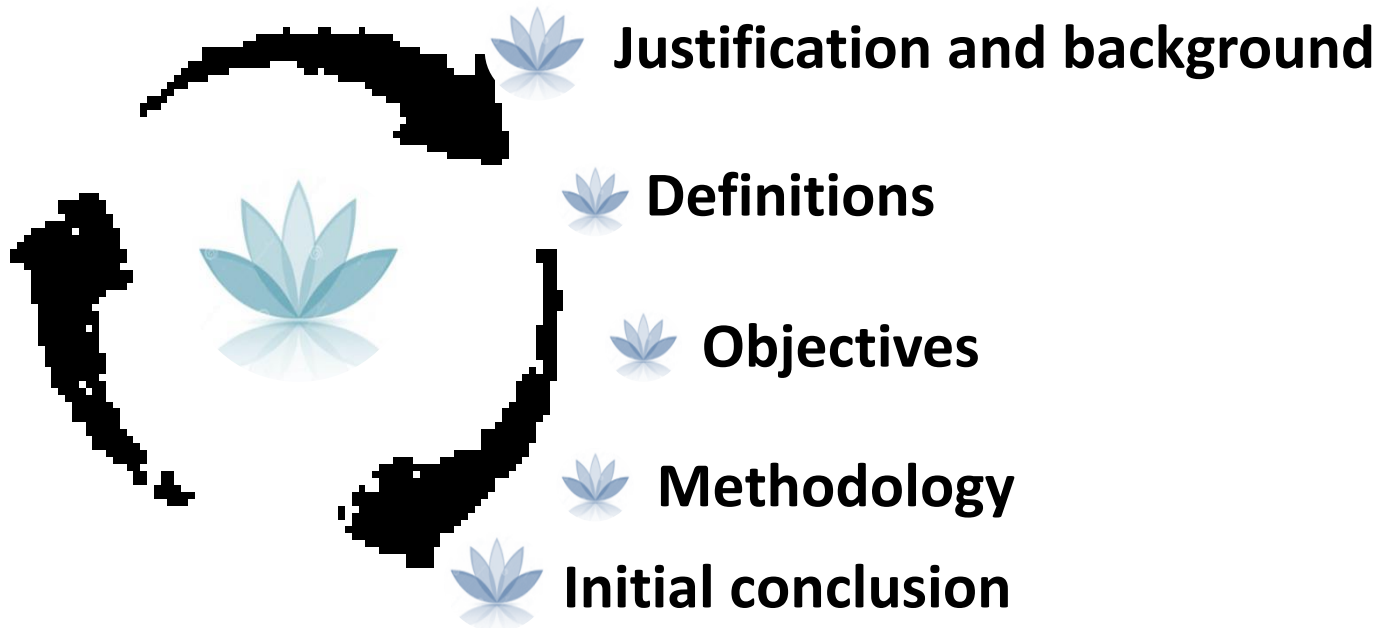 Justification and background
Definitions
Objectives
Methodology
Initial conclusion